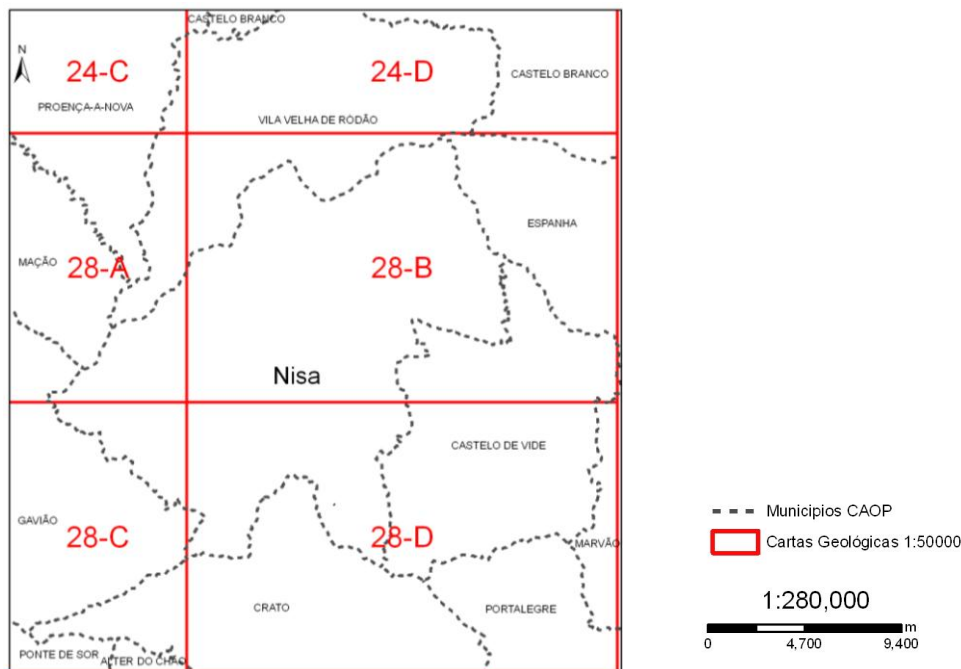 CASTELO BRANCO
N
24-C
24-D
CASTELO BRANCO
PROENÇA-A-NOVA
VILA VELHA DE RODÃO
ESPANHA
MAÇÃO
28-A
28-B
Nisa
CASTELO DE VIDE
GAVIÃO
28-C
28-D
MARVÃO
CRATO
PORTALEGRE
PONTE DE SOR
ALTER DO CHÃO
Municipios CAOP
Cartas Geológicas 1:50000
1:280,000
m
0 4,700 9,400